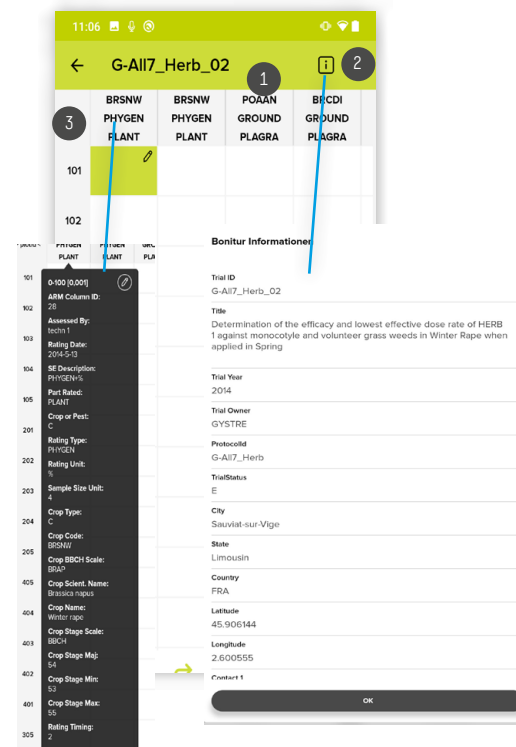 11:06
G-All7_Herb_02
1
2
3
BRSNW BRSNW POAAN BRCDI
PHYGEN PHYGEN GROUND GROUND
PLANT PLANT PLAGRA PLAGRA
101
102
PHYGEN PHYGEN
PLANT PLANT PLA
101
102
103
104
105
201
202
203
204
205
405
404
403
402
401
305
0-100 [0,001]
ARM Column ID:
28
Assessed By:
techn 1
Rating Date:
2014-5-13
SE Description:
PHYGEN+%
Part Rated:
PLANT
Crop or Pest:
C
Rating Type:
PHYGEN
Rating Unit:
%
Sample Size Unit:
4
Crop Type:
C
Crop Code:
BRSNW
Crop BBCH Scale:
BRAP
Crop Scient. Name:
Brassica napus
Crop Name:
Winter rape
Crop Stage Scale:
BBCH
Crop Stage Maj:
54
Crop Stage Min:
53
Crop Stage Max:
55
Rating Timing:
2
Bonitur Informationen
Trial ID
G-All7_Herb_02
Title
Determination of the efficacy and lowest effective dose rate of HERB
1 against monocotyle and volunteer grass weeds in Winter Rape when
applied in Spring
Trial Year
2014
Trial Owner
GYSTRE
ProtocolId
G-All7_Herb
TrialStatus
E
City
Sauviat-sur-Vige
State
Limousin
Country
FRA
Latitude
45.906144
Longitude
2.600555
Contact 1
OK